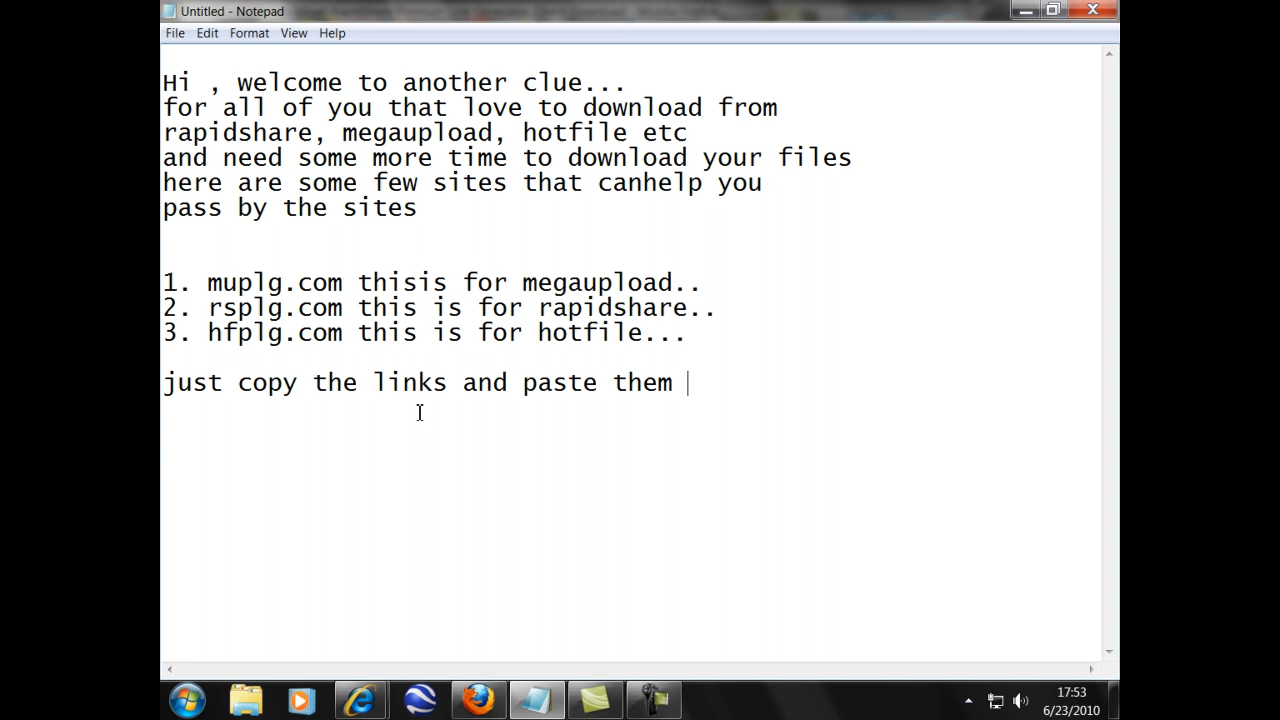 Untitled - Notepad
File Edit Format View Help
Hi , welcome to another clue...
for all of you that love to download from
rapidshare, megaupload, hotfile etc
and need some more time to download your files
here are some few sites that canhelp you
pass by the sites
1. muplg.com thisis for megaupload..
2. rsplg.com this is for rapidshare..
3. hfplg.com this is for hotfile...
just copy the links and paste them
17:53
6/23/2010